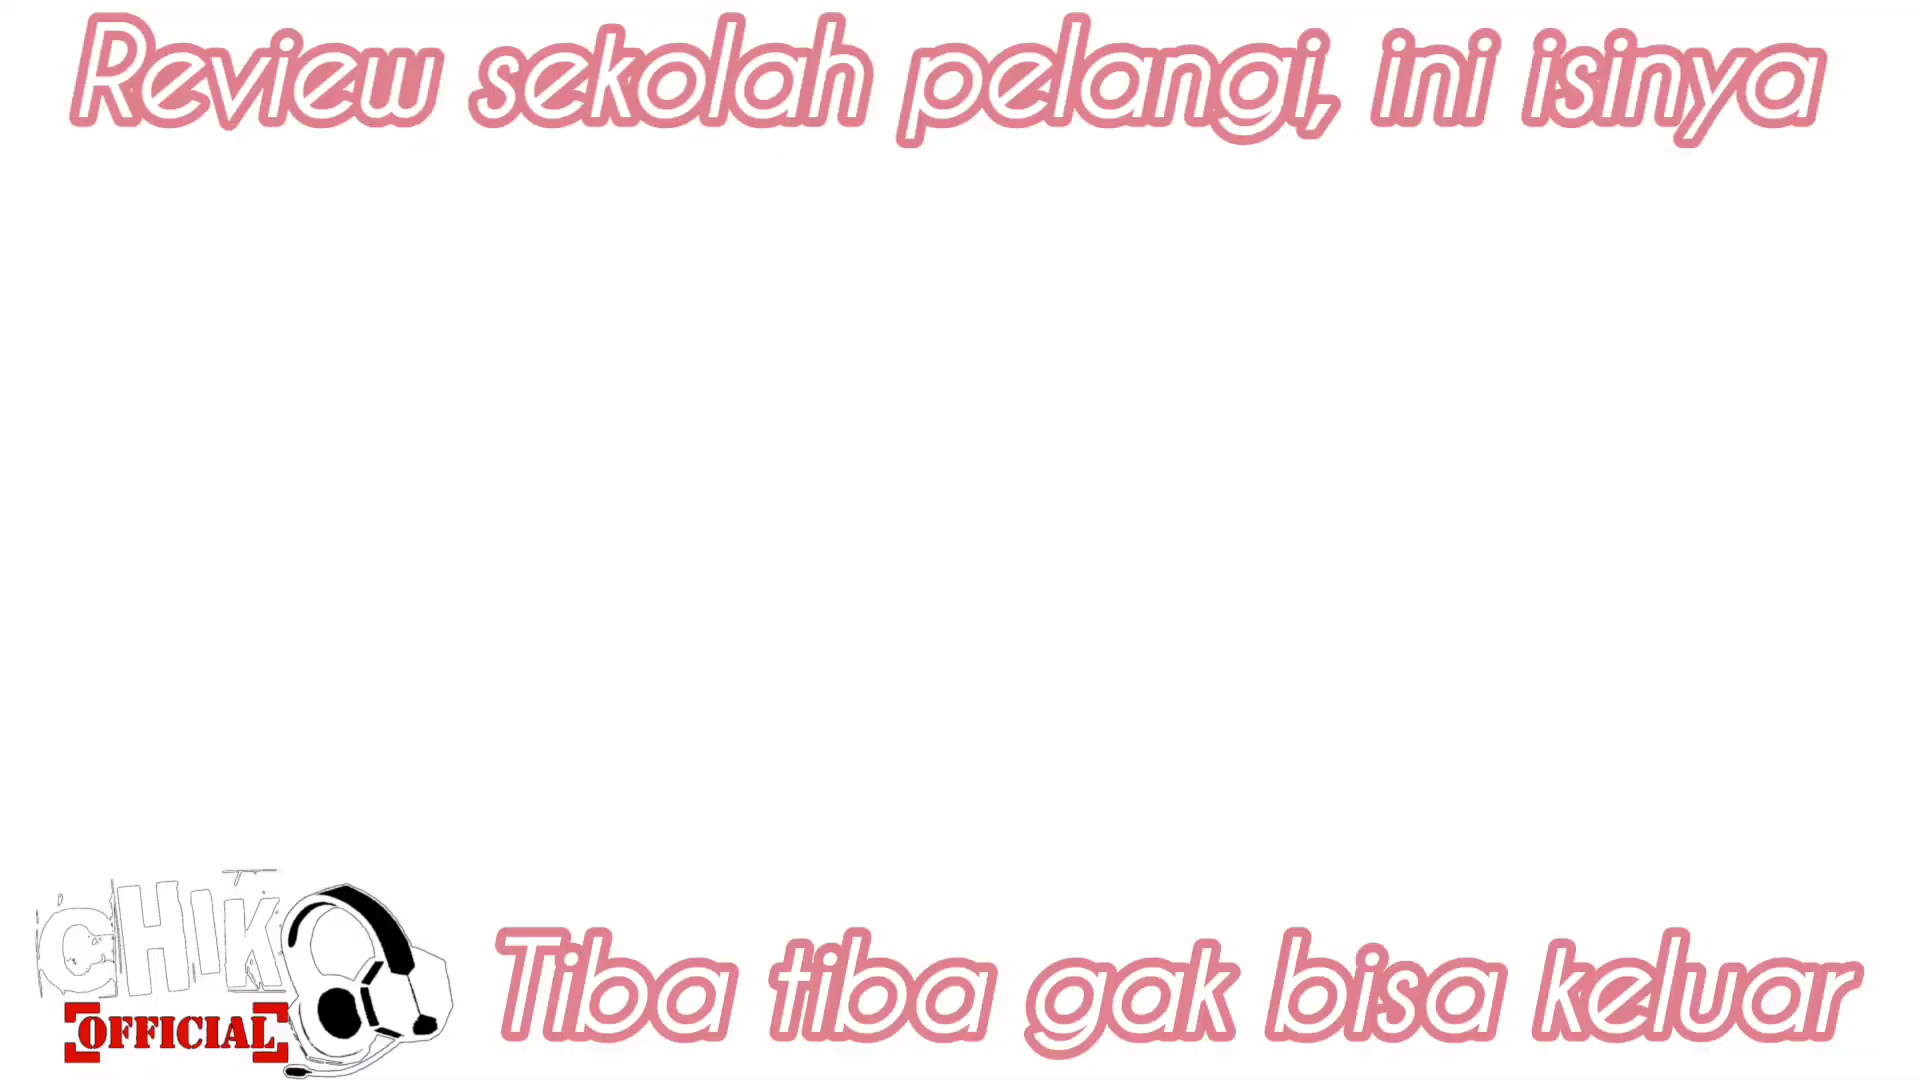 Review sekolah pelangi, ini isinya
CHIK
OFFICIAL
Tiba tiba gak bisa keluar